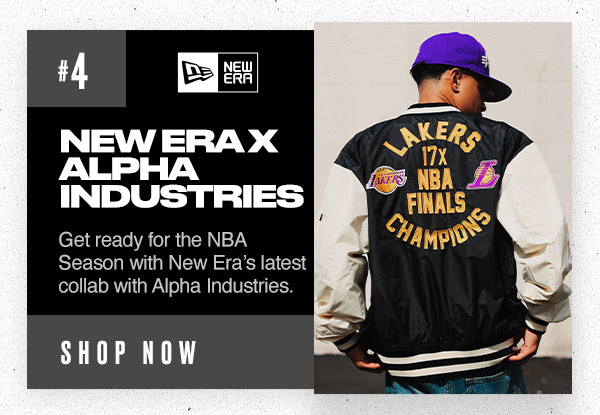 #4
NEW
ERA
NEW ERA X
ALPHA
INDUSTRIES
Get ready for the NBA
Season with New Era's latest
collab with Alpha Industries.
SHOP NOW
LAKERS
17X
NBA
FINALS
CHAMPIONS
LAKERS
L